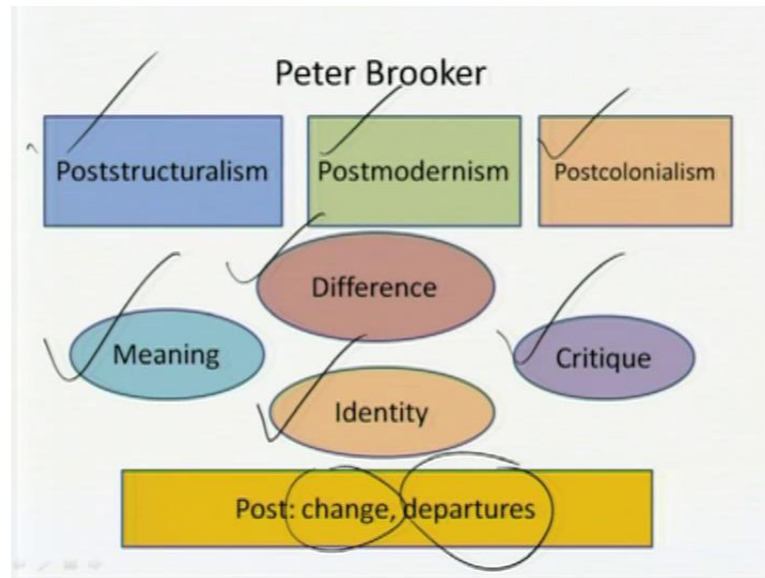 Peter Brooker
Poststructuralism
Postmodernism
Postcolonialism
Difference
Meaning
Critique
Identity
Post: change, departures